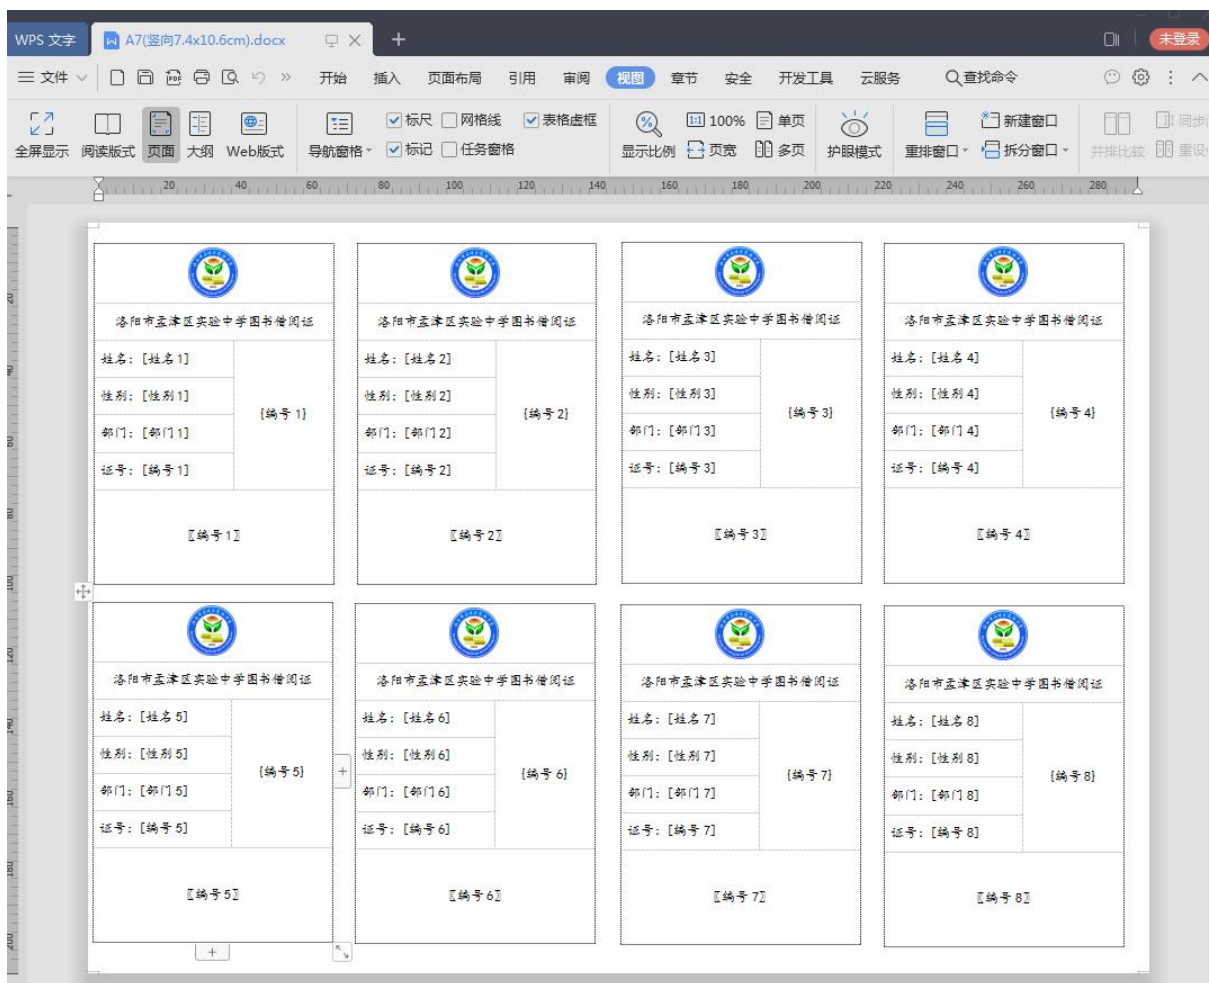 WPS 文字 A7(竖向7.4x10.6cm).docx 未登录
文件 开始 插入 页面布局 引用 审阅 视图 章节 安全 开发工具 云服务 查找命令
标尺 网格线 表格虚框 1:1 100% 单页 新建窗口 同步
全屏显示 阅读版式 页面 大纲 Web版式 导航窗格 标记 任务窗格 显示比例 页宽 多页 护眼模式 重排窗口 拆分窗口 并排比较 重设
20 40 60 80 100 120 140 160 180 200 220 240 260 280
洛阳市孟津区实验中学图书借阅证 洛阳市孟津区实验中学图书借阅证 洛阳市孟津区实验中学图书借阅证 洛阳市孟津区实验中学图书借阅证
姓名：[姓名1] 姓名：[姓名2] 姓名：[姓名3] 姓名：[姓名4]
性别：[性别1] 性别：[性别2] 性别：[性别3] 性别：[性别4]
{编号1} {编号2} {编号3} {编号4}
部门：[部门1] 部门：[部门2] 部门：[部门3] 部门：[部门4]
证号：[编号1] 证号：[编号2] 证号：[编号3] 证号：[编号4]
〖编号1〗 〖编号2〗 〖编号3〗 〖编号4〗
洛阳市孟津区实验中学图书借阅证 洛阳市孟津区实验中学图书借阅证 洛阳市孟津区实验中学图书借阅证 洛阳市孟津区实验中学图书借阅证
姓名：[姓名5] 姓名：[姓名6] 姓名：[姓名7] 姓名：[姓名8]
性别：[性别5] 性别：[性别6] 性别：[性别7] 性别：[性别8]
{编号5} {编号6} {编号7} {编号8}
部门：[部门5] 部门：[部门6] 部门：[部门7] 部门：[部门8]
证号：[编号5] 证号：[编号6] 证号：[编号7] 证号：[编号8]
〖编号5〗 〖编号6〗 〖编号7〗 〖编号8〗